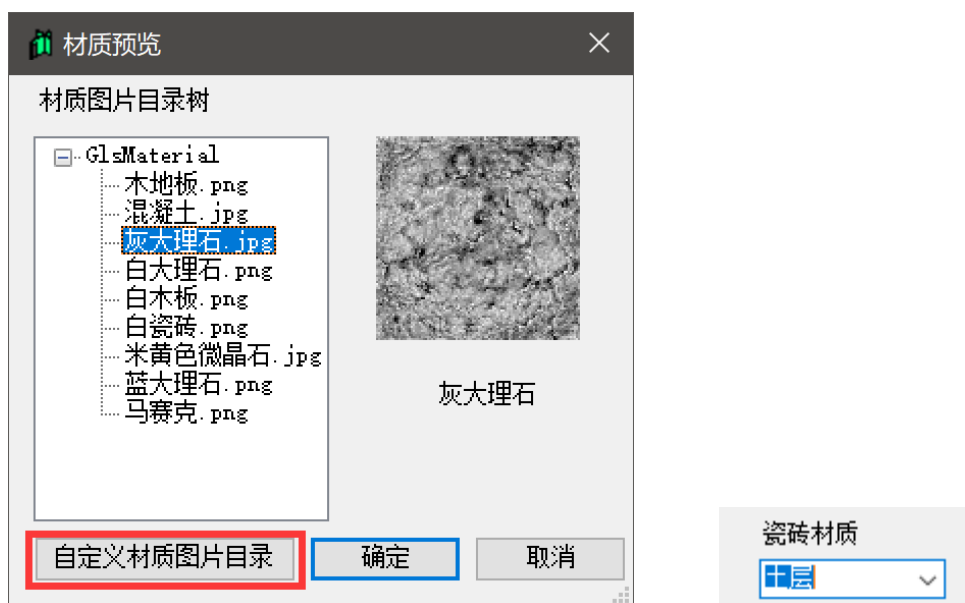 材质预览
材质图片目录树
GlsMaterial
木地板.png
混凝土.jpg
灰大理石.jpg
白大理石.png
白木板.png
白瓷砖.png
米黄色微晶石.jpg
蓝大理石.png
马赛克.png
灰大理石
自定义材质图片目录
确定
取消
瓷砖材质
土层